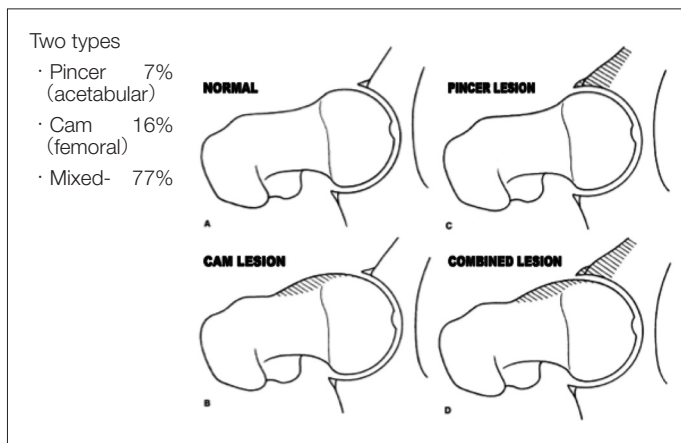 Two types
· Pincer 7%
(acetabular)
· Cam 16%
(femoral)
· Mixed- 77%
NORMAL
PINCER LESION
A
C
CAM LESION
COMBINED LESION
B
D